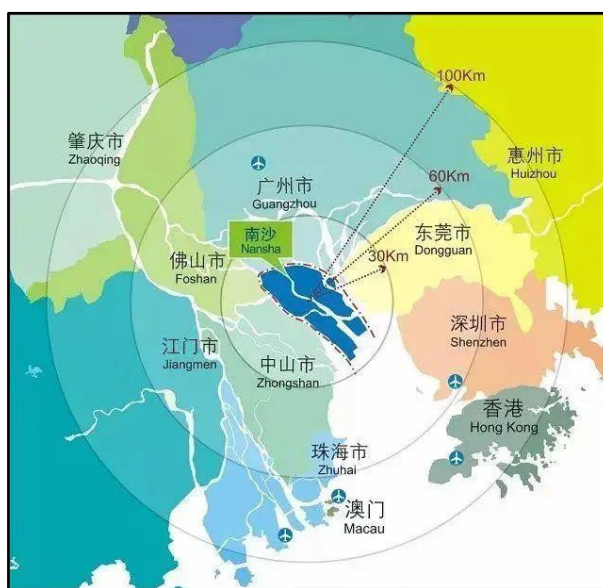 100Km
肇庆市
Zhaoqing
惠州市
Huizhou
广州市
Guangzhou
60Km
南沙
Nansha
东莞市
Dongguan
佛山市
Foshan
30Km
深圳市
Shenzhen
江门市
Jiangmen
中山市
Zhongshan
香港
Hong Kong
珠海市
Zhuhai
澳门
Macau